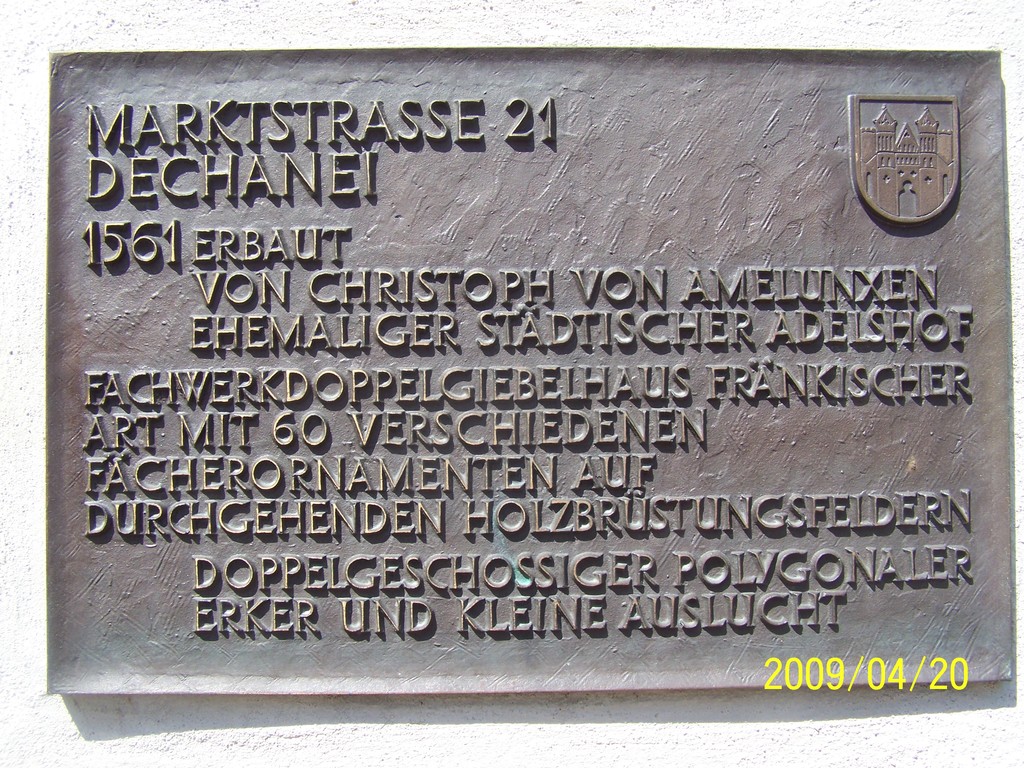 MARKTSTRASSE 21
DECHANEI
1561 ERBAUT
VON CHRISTOPH VON AMELUNXEN
EHEMALIGER STÄDTISCHER ADELSHOF
FACHWERKDOPPELGIEBELHAUS FRÄNKISCHER
ART MIT 60 VERSCHIEDENEN
FÄCHERORNAMENTEN AUF
DURCHGEHENDEN HOLZBRÜSTUNGSFELDERN
DOPPELGESCHOSSIGER POLYGONALER
ERKER UND KLEINE AUSLUCHT
2009/04/20